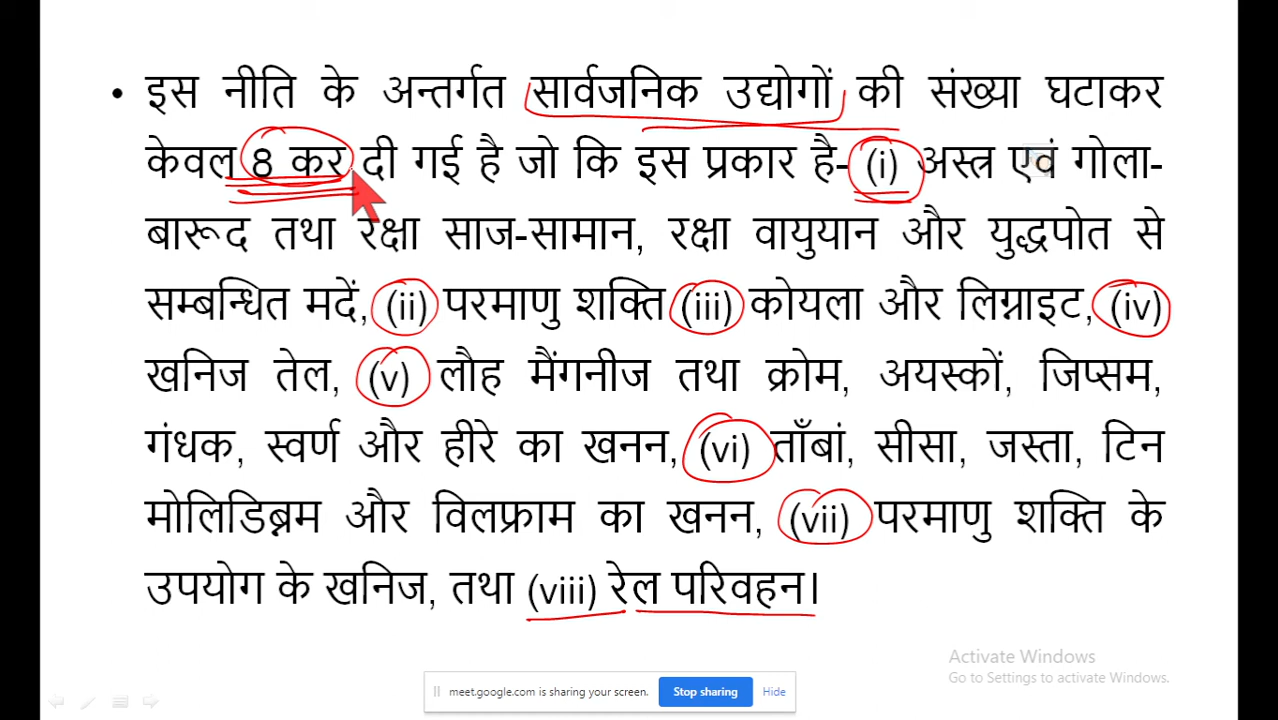 • इस नीति के अन्तर्गत सार्वजनिक उद्योगों की संख्या घटाकर
केवल 8 कर दी गई है जो कि इस प्रकार है- (i) अस्त्र एवं गोला-
बारूद तथा रक्षा साज-सामान, रक्षा वायुयान और युद्धपोत से
सम्बन्धित मदें, (ii) परमाणु शक्ति (iii) कोयला और लिग्नाइट, (iv)
खनिज तेल, (v) लौह मैंगनीज तथा क्रोम, अयस्कों, जिप्सम,
गंधक, स्वर्ण और हीरे का खनन, (vi) ताँबां, सीसा, जस्ता, टिन
मोलिडिब्नम और विलफ्राम का खनन, (vii) परमाणु शक्ति के
उपयोग के खनिज, तथा (viii) रेल परिवहन।
Activate Windows
Go to Settings to activate Windows.
meet.google.com is sharing your screen. Stop sharing Hide